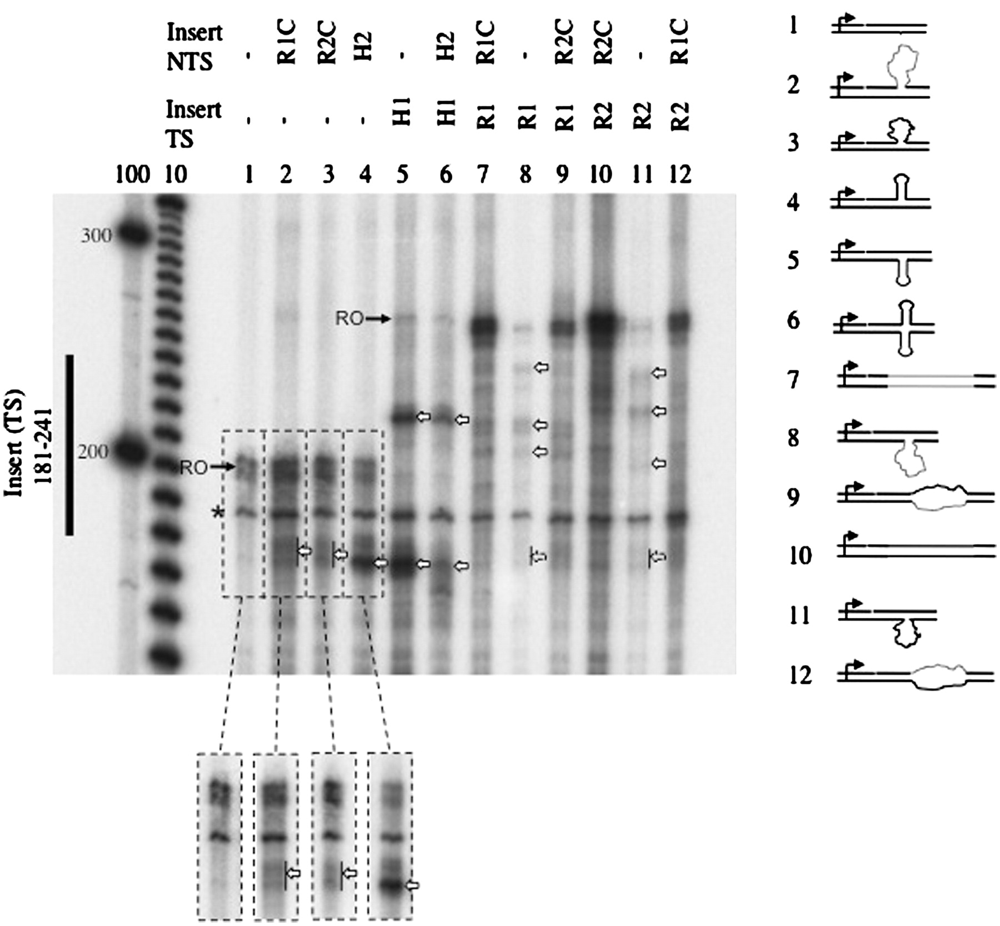 Insert NTS - R1C R2C H2 - H2 R1C - R2C R2C - R1C
Insert TS - - - - H1 H1 R1 R1 R1 R2 R2 R2
100 10 1 2 3 4 5 6 7 8 9 10 11 12
300
RO
Insert (TS)
181-241
200
RO
*
1
2
3
4
5
6
7
8
9
10
11
12